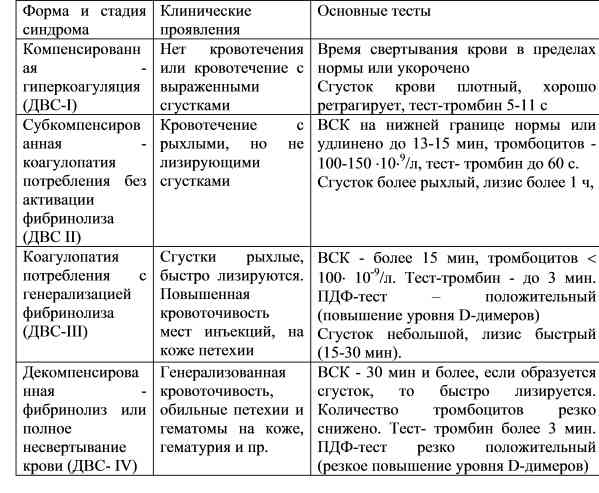 Форма и стадия
синдрома
Клинические
проявления
Основные тесты
Компенсированн
ая -
гиперкоагуляция
(ДВС-I)
Нет кровотечения
или кровотечение с
выраженными
сгустками
Время свертывания крови в пределах
нормы или укорочено
Сгусток крови плотный, хорошо
ретрагирует, тест-тромбин 5-11 с
Субкомпенсиров
анная -
коагулопатия
потребления без
активации
фибринолиза
(ДВС II)
Кровотечение с
рыхлыми, но не
лизирующими
сгустками
ВСК на нижней границе нормы или
удлинено до 13-15 мин, тромбоцитов -
100-150 ·10·⁹/л, тест- тромбин до 60 с.
Сгусток более рыхлый, лизис более 1 ч,
Коагулопатия
потребления с
генерализацией
фибринолиза
(ДВС-III)
Сгустки рыхлые,
быстро лизируются.
Повышенная
кровоточивость
мест инъекций, на
коже петехии
ВСК - более 15 мин, тромбоцитов <
100· 10⁻⁹/л. Тест-тромбин - до 3 мин.
ПДФ-тест – положительный
(повышение уровня D-димеров)
Сгусток небольшой, лизис быстрый
(15-30 мин).
Декомпенсирова
нная -
фибринолиз или
полное
несвертывание
крови (ДВС- IV)
Генерализованная
кровоточивость,
обильные петехии и
гематомы на коже,
гематурия и пр.
ВСК - 30 мин и более, если образуется
сгусток, то быстро лизируется.
Количество тромбоцитов резко
снижено. Тест- тромбин более 3 мин.
ПДФ-тест резко положительный
(резкое повышение уровня D-димеров)